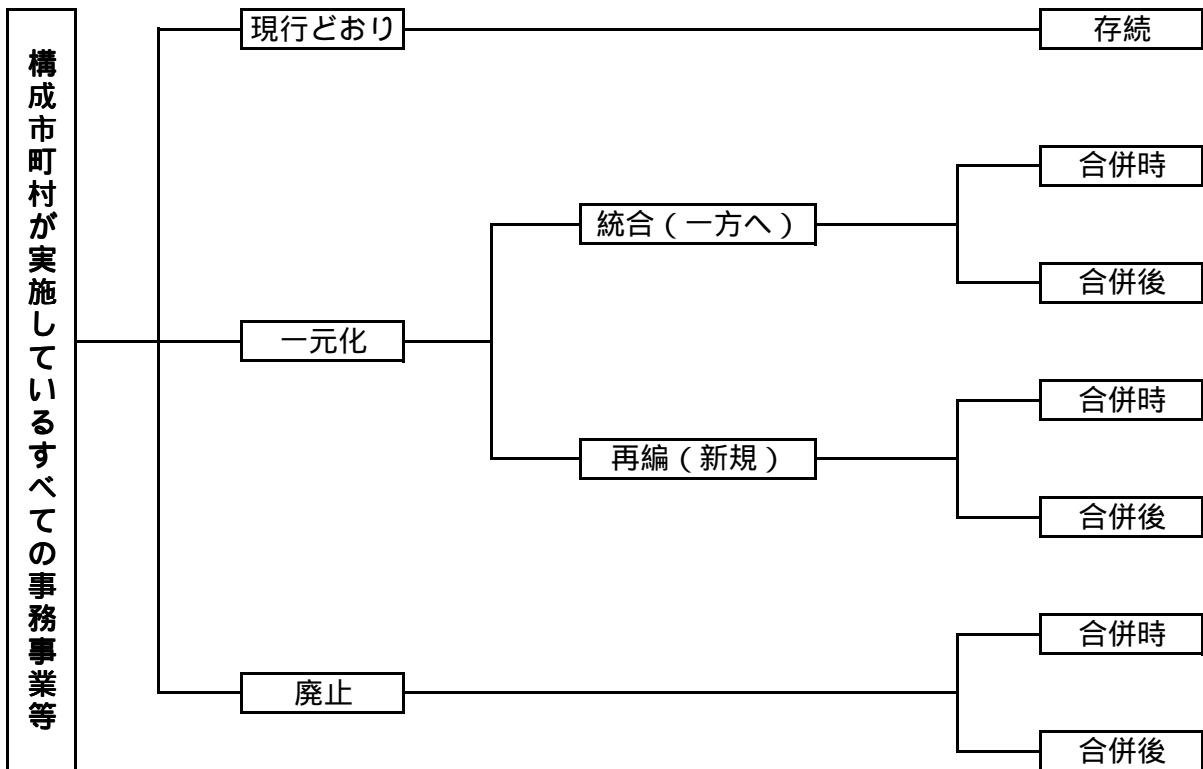 構成市町村が実施しているすべての事務事業等
現行どおり
存続
一元化
統合（一方へ）
合併時
合併後
再編（新規）
合併時
合併後
廃止
合併時
合併後